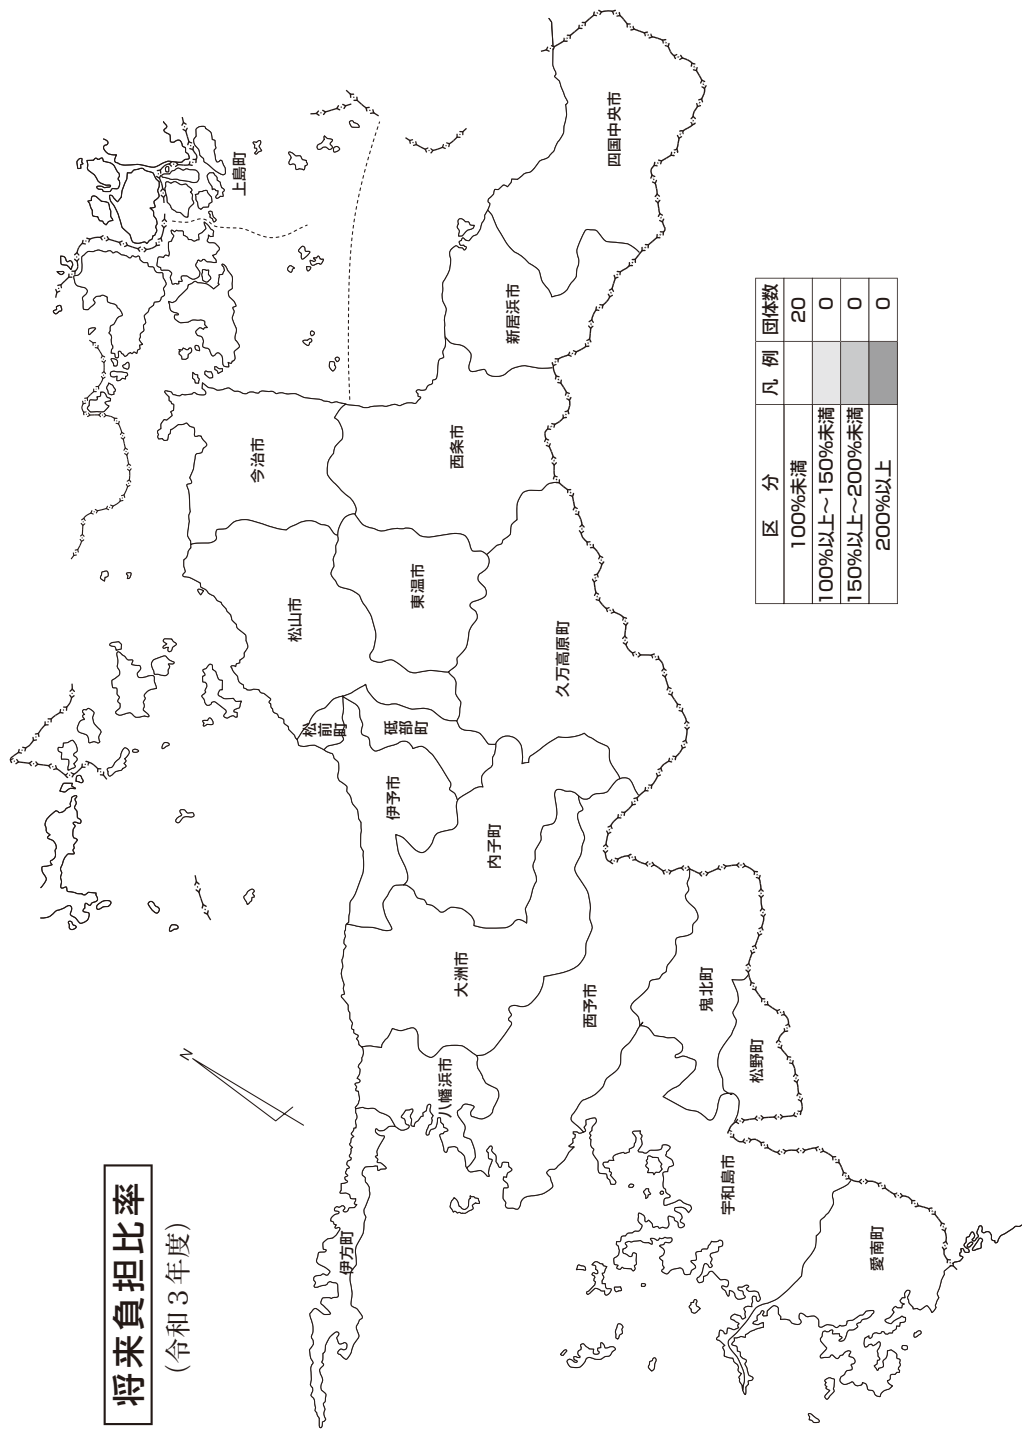 将来負担比率
(令和３年度)
N
上島町
四国中央市
新居浜市
西条市
今治市
東温市
松山市
久万高原町
松前町
砥部町
伊予市
内子町
大洲市
西予市
鬼北町
松野町
八幡浜市
伊方町
宇和島市
愛南町
区 分 凡 例 団体数
100%未満 20
100%以上～150%未満 0
150%以上～200%未満 0
200%以上 0